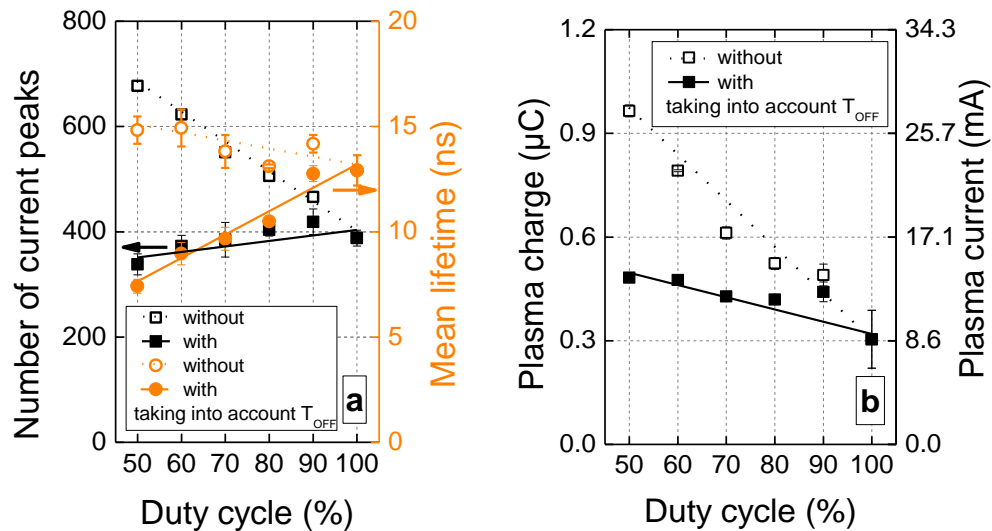 800
600
400
200
0
Number of current peaks
50 60 70 80 90 100
Duty cycle (%)
20
15
10
5
0
Mean lifetime (ns)
without
with
without
with
taking into account T_OFF
a
1.2
0.9
0.6
0.3
0.0
Plasma charge (µC)
50 60 70 80 90 100
Duty cycle (%)
34.3
25.7
17.1
8.6
0.0
Plasma current (mA)
without
with
taking into account T_OFF
b